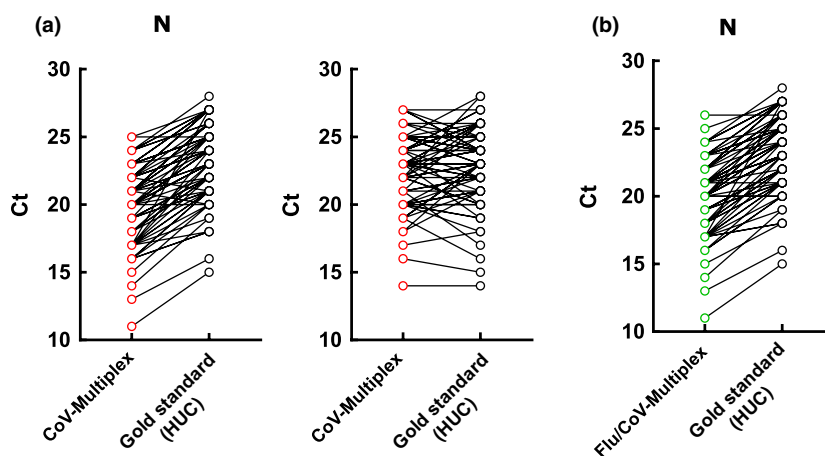 (a)
N
30
25
20
15
10
Ct
CoV-Multiplex
Gold standard
(HUC)
30
25
20
15
10
Ct
CoV-Multiplex
Gold standard
(HUC)
(b)
N
30
25
20
15
10
Ct
Flu/CoV-Multiplex
Gold standard
(HUC)